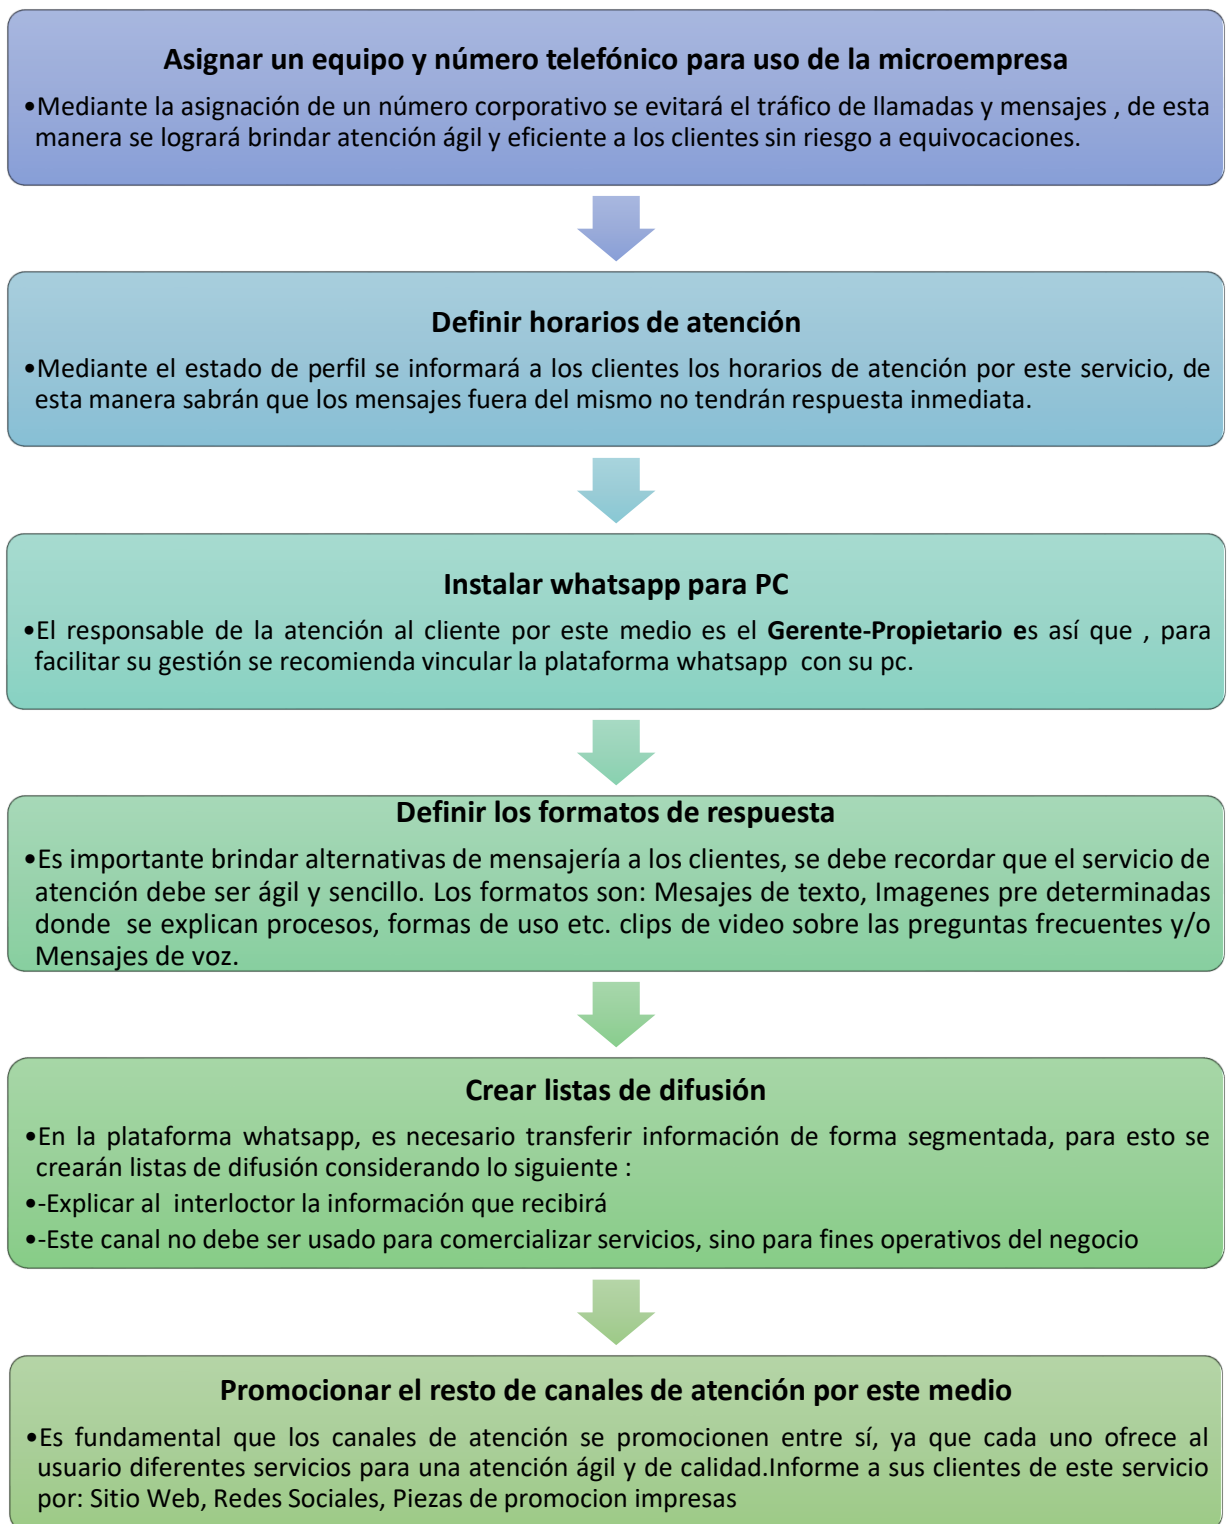 Asignar un equipo y número telefónico para uso de la microempresa
•Mediante la asignación de un número corporativo se evitará el tráfico de llamadas y mensajes , de esta
manera se logrará brindar atención ágil y eficiente a los clientes sin riesgo a equivocaciones.
Definir horarios de atención
•Mediante el estado de perfil se informará a los clientes los horarios de atención por este servicio, de
esta manera sabrán que los mensajes fuera del mismo no tendrán respuesta inmediata.
Instalar whatsapp para PC
•El responsable de la atención al cliente por este medio es el Gerente-Propietario es así que , para
facilitar su gestión se recomienda vincular la plataforma whatsapp con su pc.
Definir los formatos de respuesta
•Es importante brindar alternativas de mensajería a los clientes, se debe recordar que el servicio de
atención debe ser ágil y sencillo. Los formatos son: Mesajes de texto, Imagenes pre determinadas
donde se explican procesos, formas de uso etc. clips de video sobre las preguntas frecuentes y/o
Mensajes de voz.
Crear listas de difusión
•En la plataforma whatsapp, es necesario transferir información de forma segmentada, para esto se
crearán listas de difusión considerando lo siguiente :
•-Explicar al interloctor la información que recibirá
•-Este canal no debe ser usado para comercializar servicios, sino para fines operativos del negocio
Promocionar el resto de canales de atención por este medio
•Es fundamental que los canales de atención se promocionen entre sí, ya que cada uno ofrece al
usuario diferentes servicios para una atención ágil y de calidad.Informe a sus clientes de este servicio
por: Sitio Web, Redes Sociales, Piezas de promocion impresas